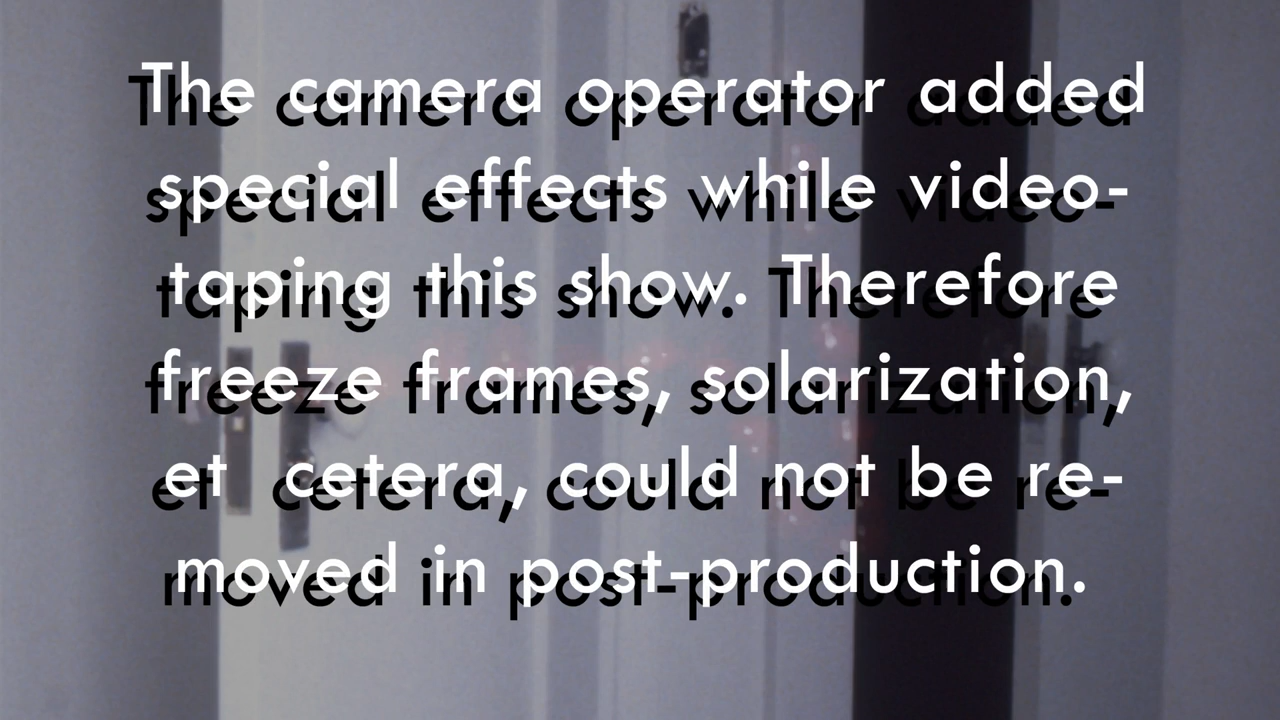 The camera operator added
special effects while video-
taping this show. Therefore
freeze frames, solarization,
et cetera, could not be re-
moved in post-production.